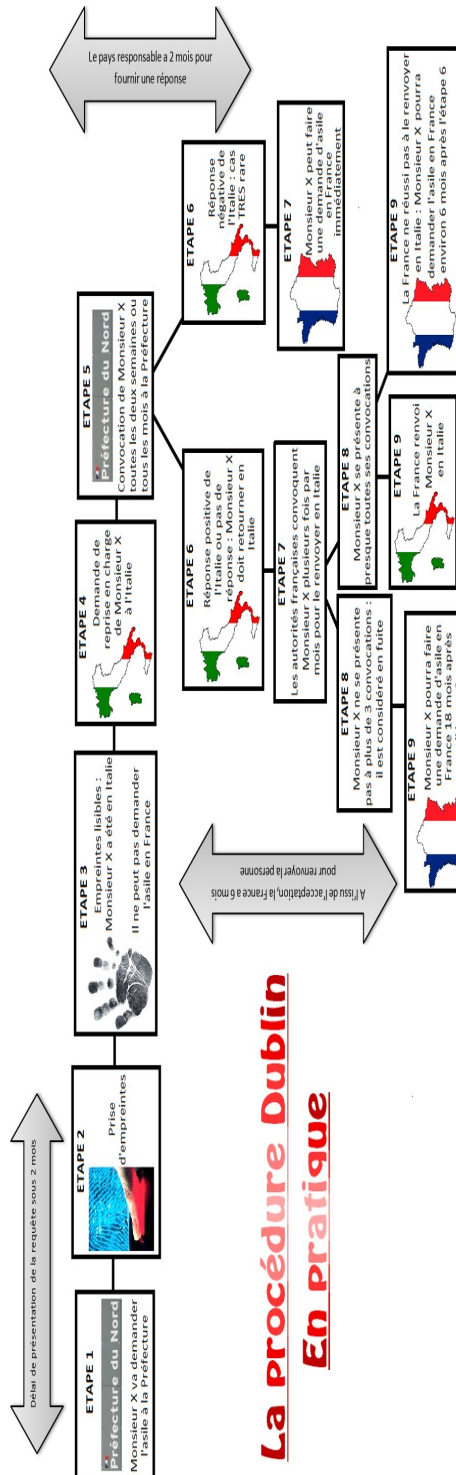 Délai de présentation de la requête sous 2 mois
ETAPE 1
Préfecture du Nord
Monsieur X va demander
l'asile à la Préfecture
ETAPE 2
Prise
d'empreintes
ETAPE 3
Empreintes lisibles :
Monsieur X a été en Italie
Il ne peut pas demander
l'asile en France
ETAPE 4
Demande de
reprise en charge
de Monsieur X
à l'Italie
ETAPE 5
Préfecture du Nord
Convocation de Monsieur X
toutes les deux semaines ou
tous les mois à la Préfecture
Le pays responsable a 2 mois pour
fournir une réponse
ETAPE 6
Réponse positive de
l'Italie ou pas de
réponse : Monsieur X
doit retourner en
Italie
ETAPE 6
Réponse
négative de
l'Italie : cas
TRES rare
ETAPE 7
Les autorités françaises convoquent
Monsieur X plusieurs fois par
mois pour le renvoyer en Italie
ETAPE 7
Monsieur X peut faire
une demande d'asile
en France
immédiatement
A l'issu de l'acceptation, la France a 6 mois
pour renvoyer la personne
ETAPE 8
Monsieur X ne se présente
pas à plus de 3 convocations :
il est considéré en fuite
ETAPE 8
Monsieur X se présente à
presque toutes ses convocations
ETAPE 9
Monsieur X pourra faire
une demande d'asile en
France 18 mois après
ETAPE 9
La France renvoi
Monsieur X
en Italie
ETAPE 9
La France ne réussi pas à le renvoyer
en Italie : Monsieur X pourra
demander l'asile en France
environ 6 mois après l'étape 6
La Procédure Dublin
En Pratique